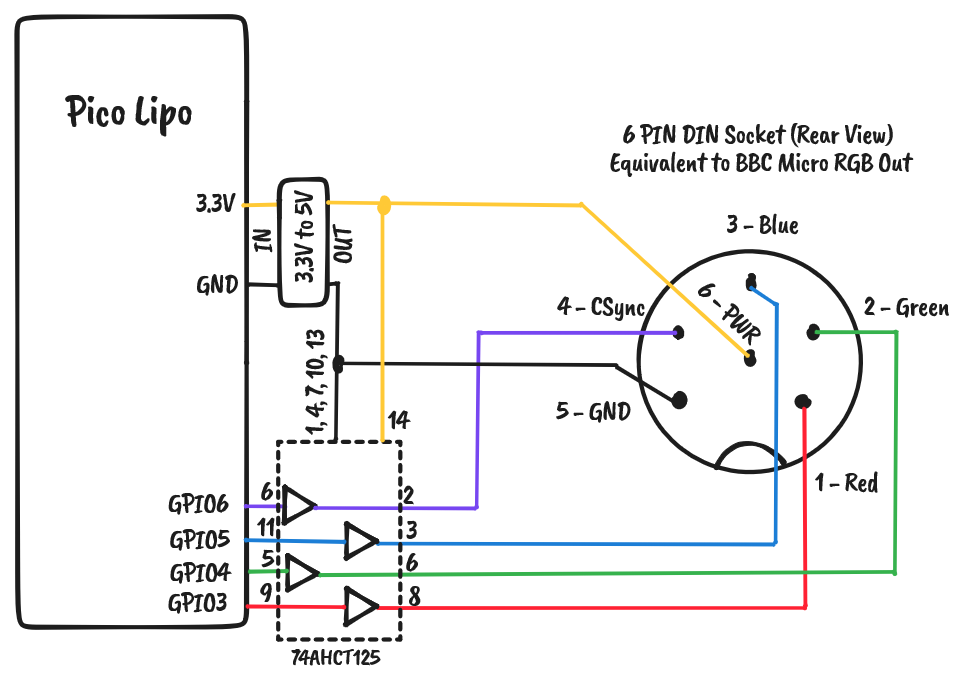 6 PIN DIN Socket (Rear View)
Equivalent to BBC Micro RGB Out
Pico Lipo
3.3V
GND
IN
3.3V to 5V
OUT
3 - Blue
4 - CSync
6 - PWR
2 - Green
5 - GND
1 - Red
1, 4, 7, 10, 13
14
GPIO6
6
2
GPIO5
11
3
GPIO4
5
6
GPIO3
9
8
74AHCT125